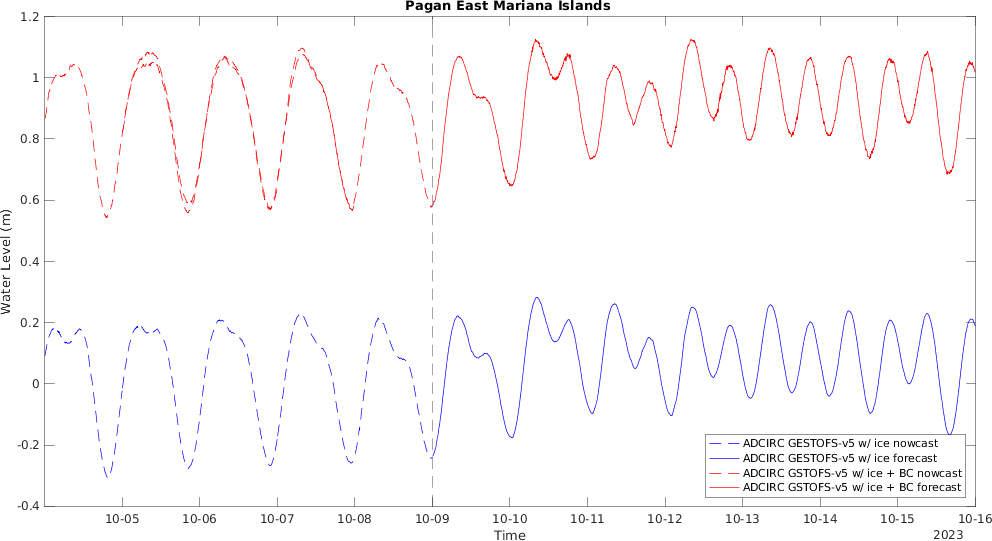 Pagan East Mariana Islands
1.2
1
0.8
0.6
0.4
0.2
0
-0.2
-0.4
Water Level (m)
ADCIRC GESTOFS-v5 w/ ice nowcast
ADCIRC GESTOFS-v5 w/ ice forecast
ADCIRC GSTOFS-v5 w/ ice + BC nowcast
ADCIRC GSTOFS-v5 w/ ice + BC forecast
10-05 10-06 10-07 10-08 10-09 10-10 10-11 10-12 10-13 10-14 10-15 10-16
Time
2023